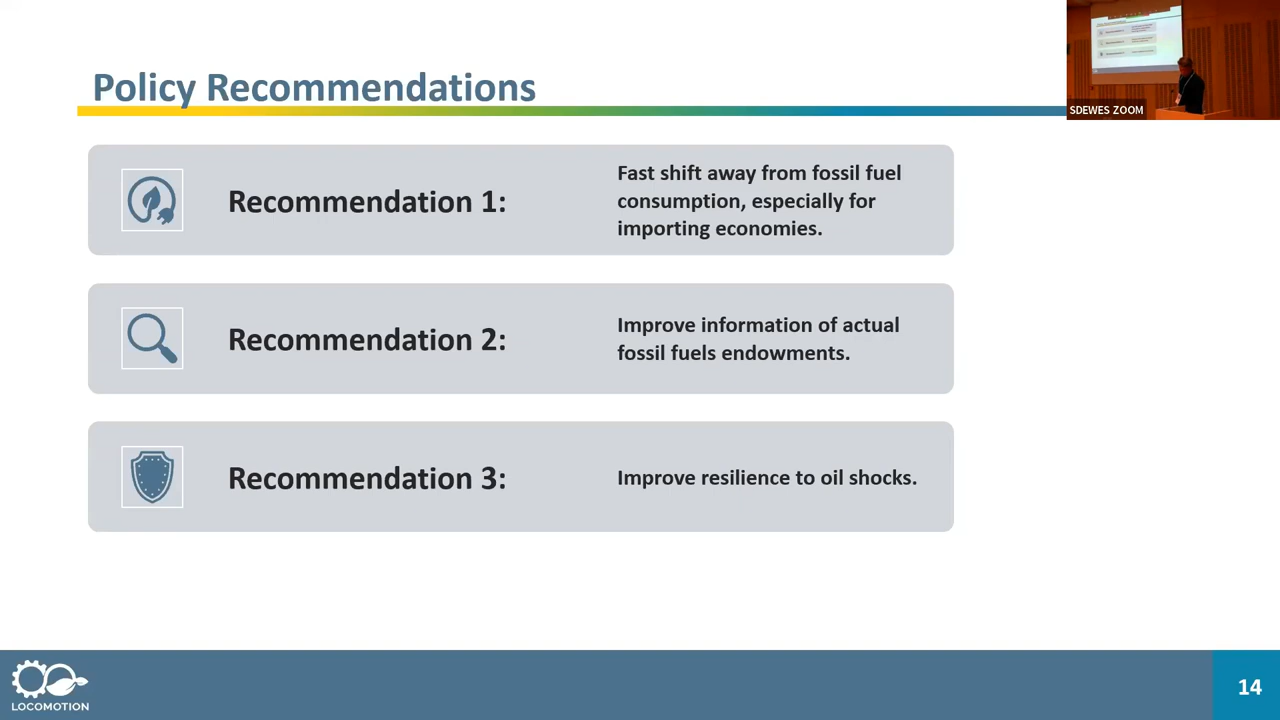 Policy Recommendations
SDEWES ZOOM
Recommendation 1:
Fast shift away from fossil fuel
consumption, especially for
importing economies.
Recommendation 2:
Improve information of actual
fossil fuels endowments.
Recommendation 3:
Improve resilience to oil shocks.
LOCOMOTION
14